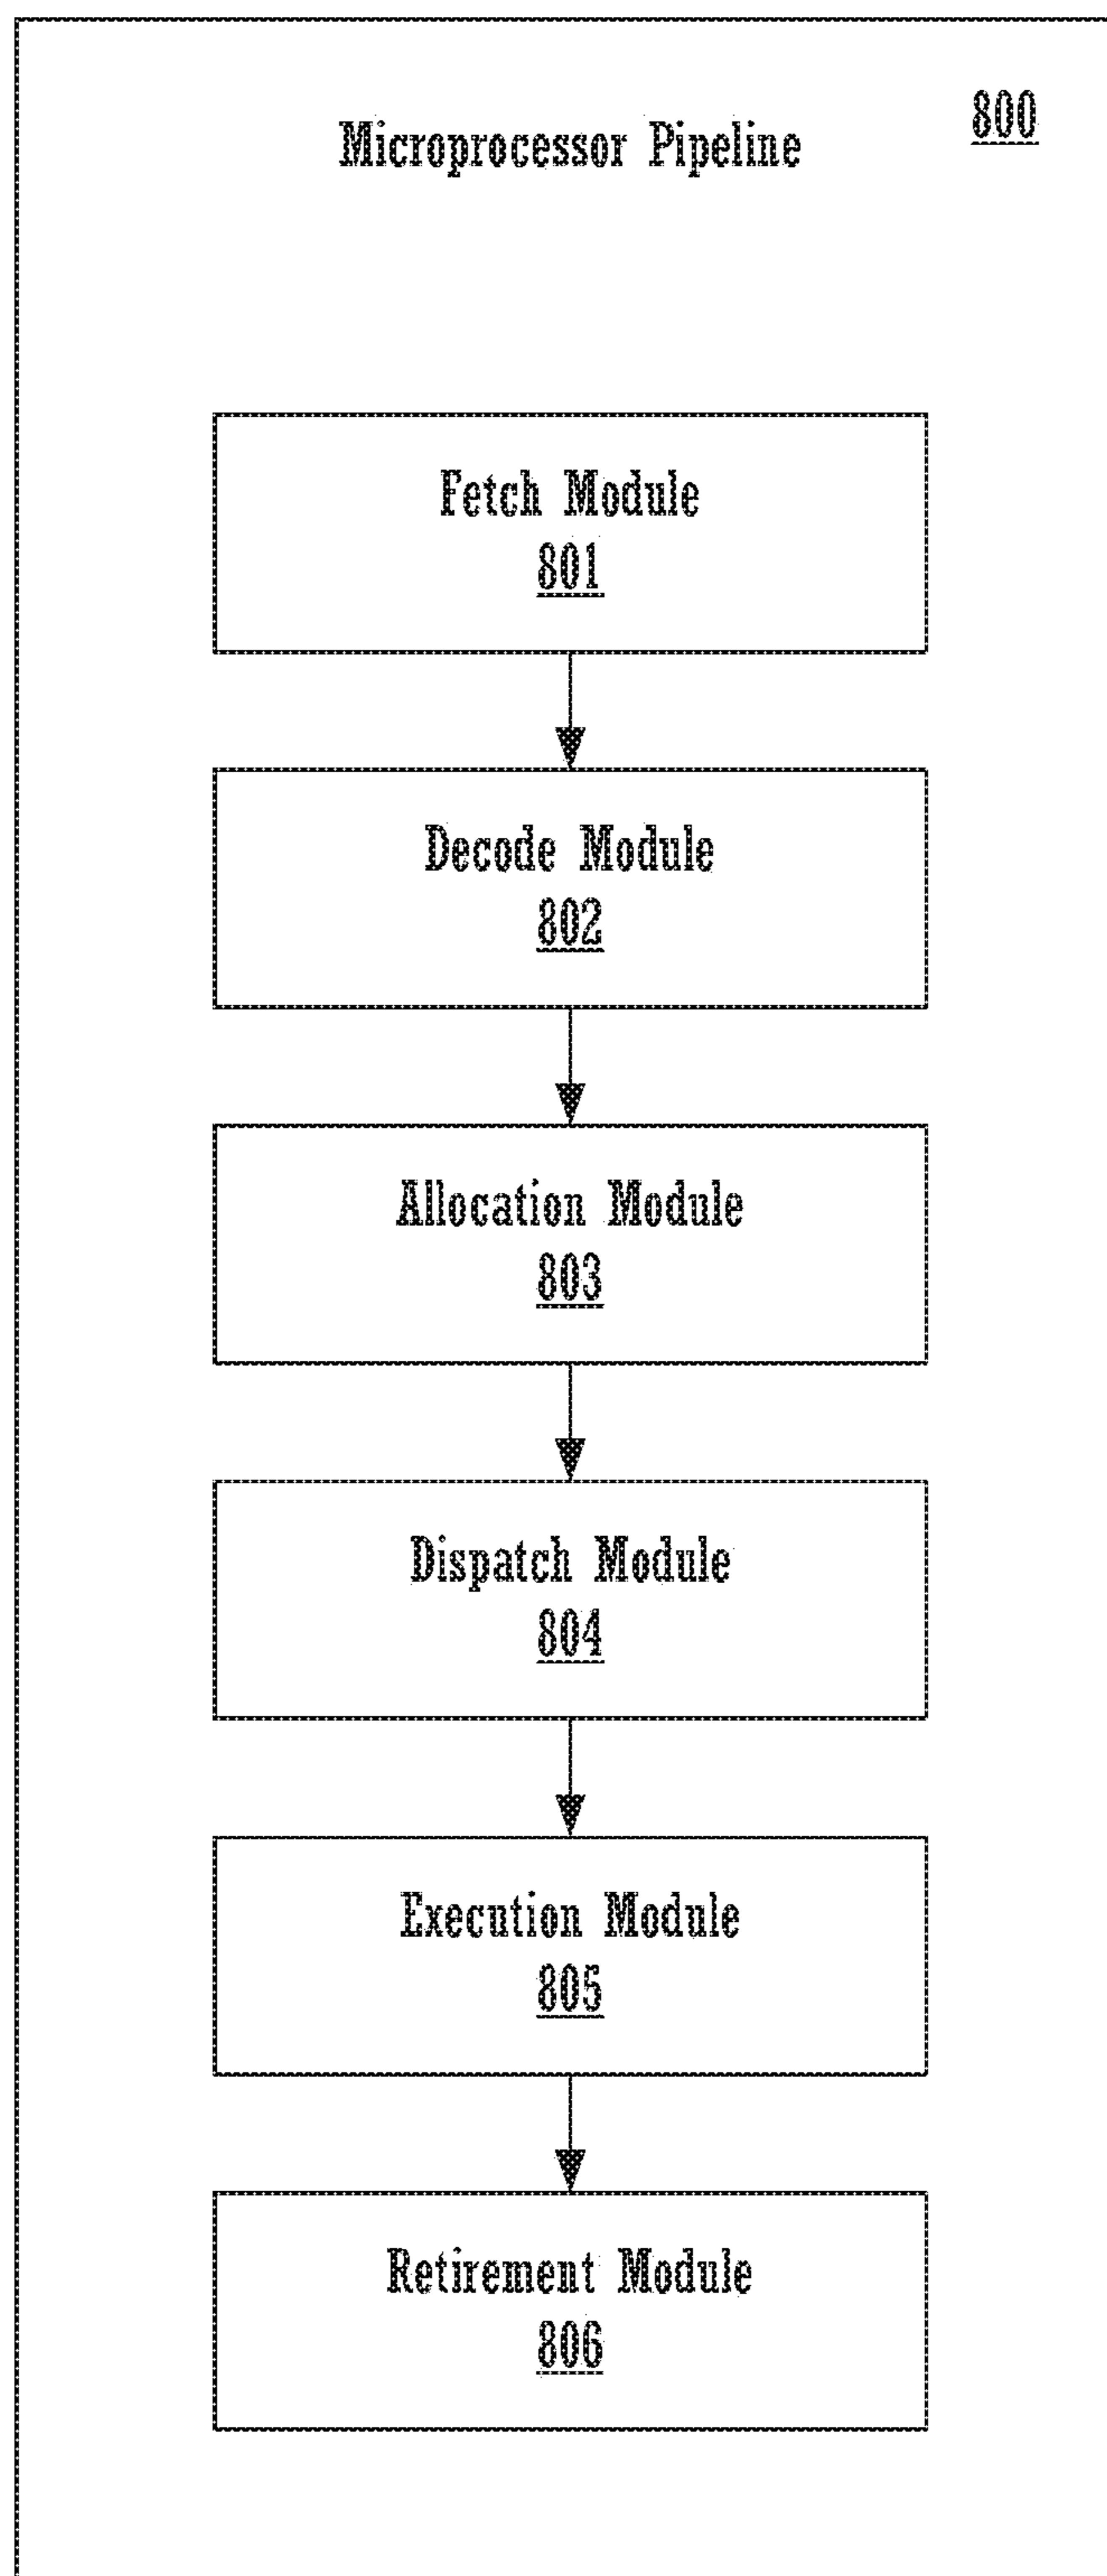 800
Microprocessor Pipeline
Fetch Module
801
Decode Module
802
Allocation Module
803
Dispatch Module
804
Execution Module
805
Retirement Module
806